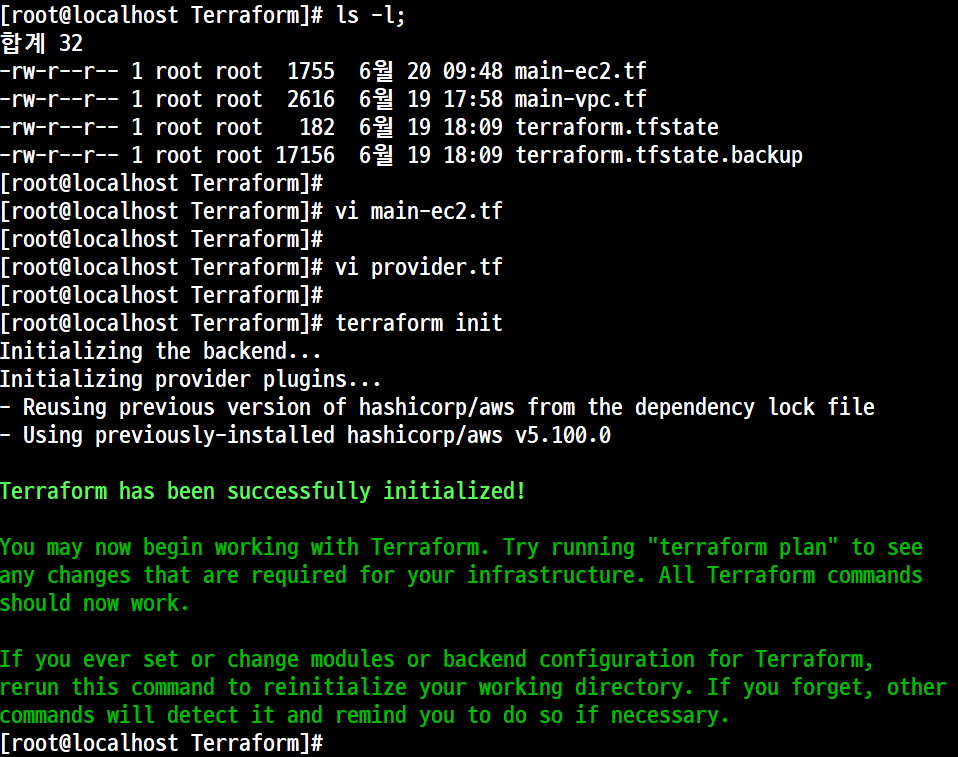 [root@localhost Terraform]# ls -l;
합계 32
-rw-r--r-- 1 root root  1755  6월 20 09:48 main-ec2.tf
-rw-r--r-- 1 root root  2616  6월 19 17:58 main-vpc.tf
-rw-r--r-- 1 root root   182  6월 19 18:09 terraform.tfstate
-rw-r--r-- 1 root root 17156  6월 19 18:09 terraform.tfstate.backup
[root@localhost Terraform]#
[root@localhost Terraform]# vi main-ec2.tf
[root@localhost Terraform]#
[root@localhost Terraform]# vi provider.tf
[root@localhost Terraform]#
[root@localhost Terraform]# terraform init
Initializing the backend...
Initializing provider plugins...
- Reusing previous version of hashicorp/aws from the dependency lock file
- Using previously-installed hashicorp/aws v5.100.0
Terraform has been successfully initialized!
You may now begin working with Terraform. Try running "terraform plan" to see
any changes that are required for your infrastructure. All Terraform commands
should now work.
If you ever set or change modules or backend configuration for Terraform,
rerun this command to reinitialize your working directory. If you forget, other
commands will detect it and remind you to do so if necessary.
[root@localhost Terraform]#